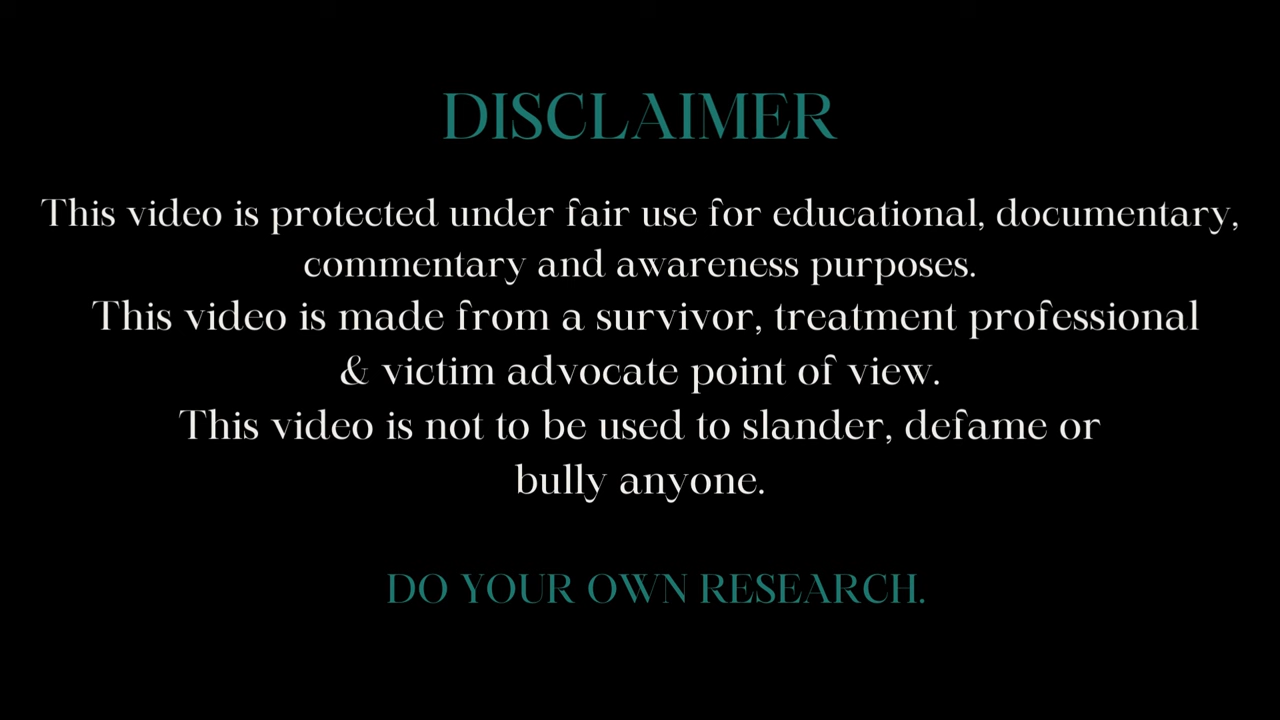 DISCLAIMER
This video is protected under fair use for educational, documentary,
commentary and awareness purposes.
This video is made from a survivor, treatment professional
& victim advocate point of view.
This video is not to be used to slander, defame or
bully anyone.
DO YOUR OWN RESEARCH.